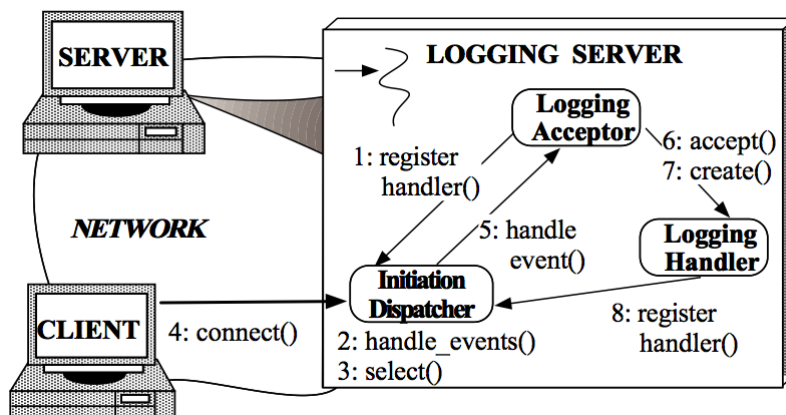 SERVER
LOGGING SERVER
Logging
Acceptor
1: register
handler()
6: accept()
7: create()
NETWORK
5: handle
event()
Logging
Handler
Initiation
Dispatcher
CLIENT
4: connect()
2: handle_events()
3: select()
8: register
handler()